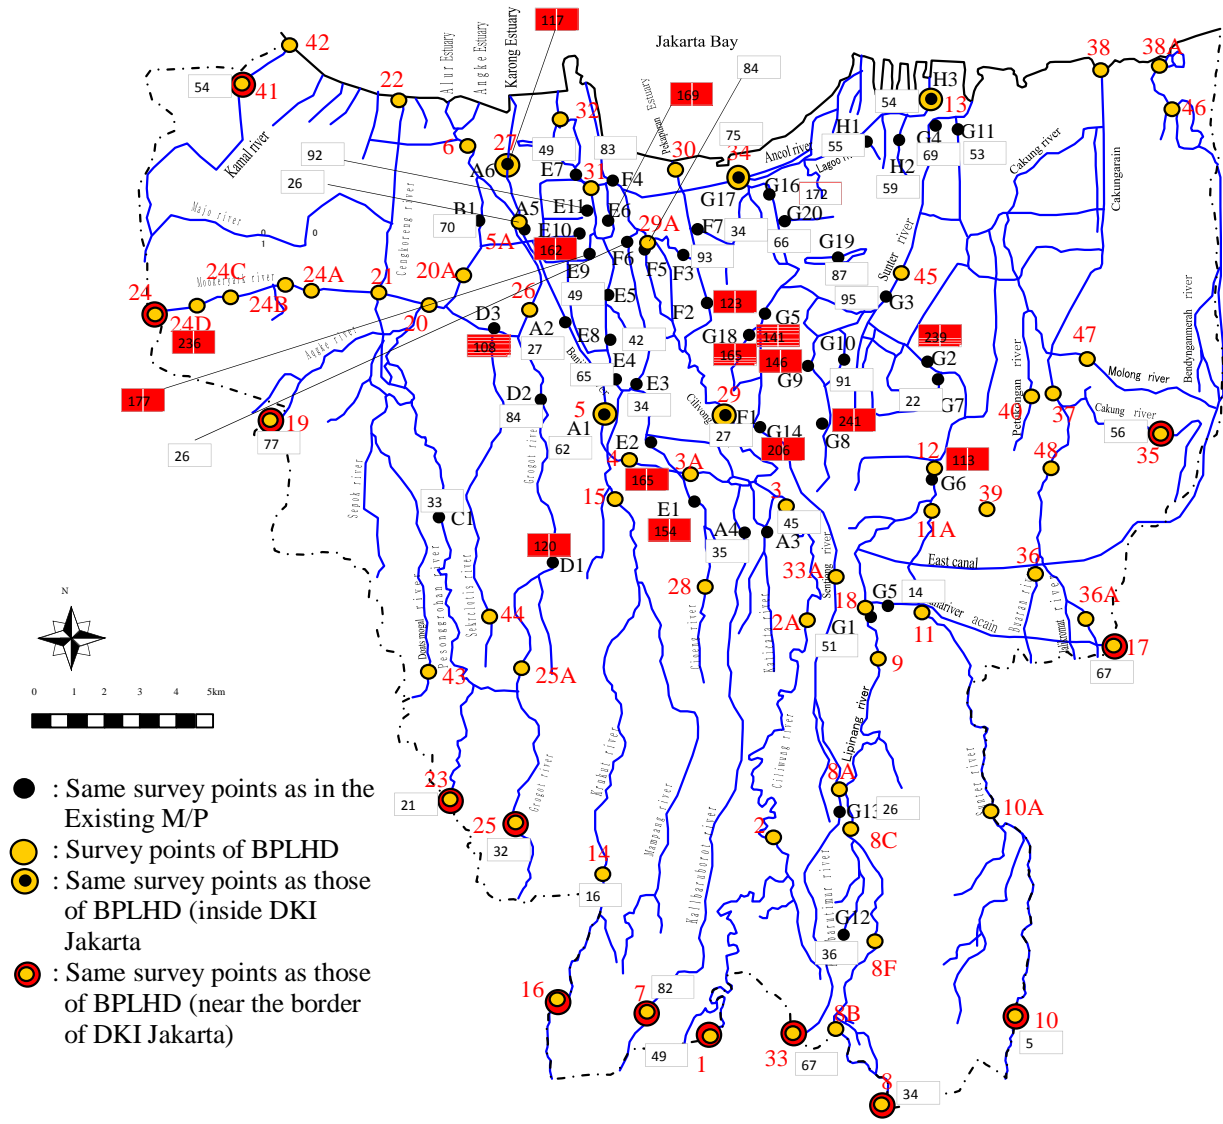 117
Jakarta Bay
42
Alur Estuary
Angke Estuary
Karong Estuary
38
38A
84
54
41
22
169
Estuary
54
H3
13
46
32
75
H1
G4
G11
Kamal river
6
27
49
83
30
34
Ancol river
55
H2
69
53
Cakung river
Cakungarain
92
A6
E7
31
F4
G17
G16
172
59
26
Majo river
B1
70
A5
5A
E11
E6
E10
29A
F7
34
G20
66
G19
Sunter river
162
E9
F6
F5
F3
93
87
45
Cengkoreng river
24
24C
24A
24B
24D
21
20A
20
26
49
E5
F2
123
G5
95
G3
236
D3
A2
E8
42
G18
141
G10
239
47
Angke river
108
27
165
146
G9
91
G2
Molong river
65
E4
E3
22
G7
Petukangan river
40
37
177
D2
5
34
29
F1
241
Cakung river
56
35
19
84
A1
27
G14
G8
26
77
62
4
E2
206
12
113
48
Grogot river
3A
G6
15
165
3
39
33
C1
E1
11A
Sepok river
154
A4
45
A3
120
35
East canal
36
D1
33A
N
28
18
G5
14
36A
44
2A
G1
11
51
17
Pesonggrohan river
Sekrelotis river
43
25A
9
67
0 1 2 3 4 5km
Lipinang river
Ciliwung river
Krukut river
23
8A
: Same survey points as in the
Existing M/P
21
25
G13
26
10A
Grogot river
2
8C
: Survey points of BPLHD
32
14
Mampang river
: Same survey points as those
of BPLHD (inside DKI
Jakarta
16
Kallbaruborot river
G12
36
8F
: Same survey points as those
of BPLHD (near the border
of DKI Jakarta)
16
7
82
8B
10
49
1
33
67
5
8
34